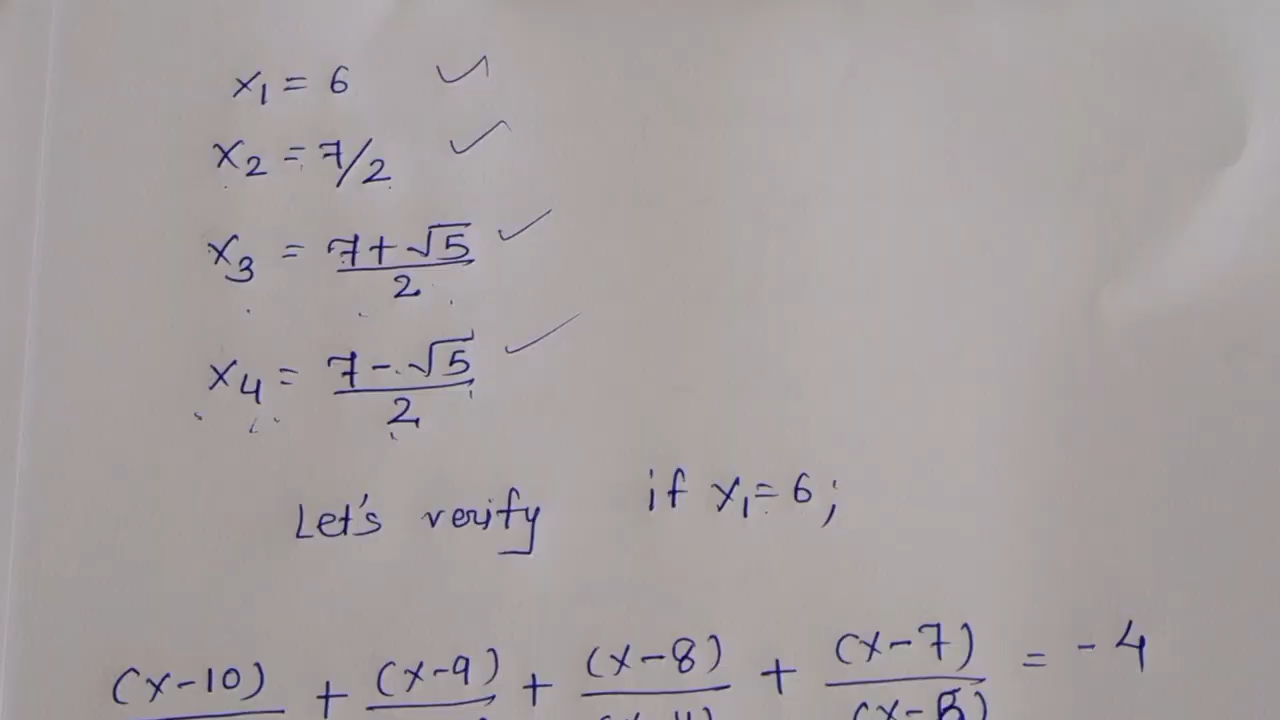 x₁ = 6 ✓
x₂ = 7/2 ✓
x₃ = (7+√5)/2 ✓
x₄ = (7-√5)/2 ✓
Let's verify if x₁ = 6;
(x-10) + (x-9) + (x-8) + (x-7) = -4